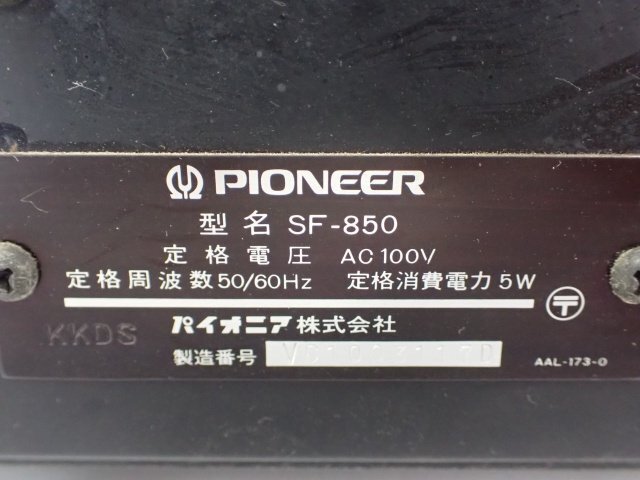 PIONEER
型名 SF-850
定格電圧 AC 100V
定格周波数 50/60Hz 定格消費電力 5W
〒
KKDS パイオニア株式会社
製造番号
AAL-173-0